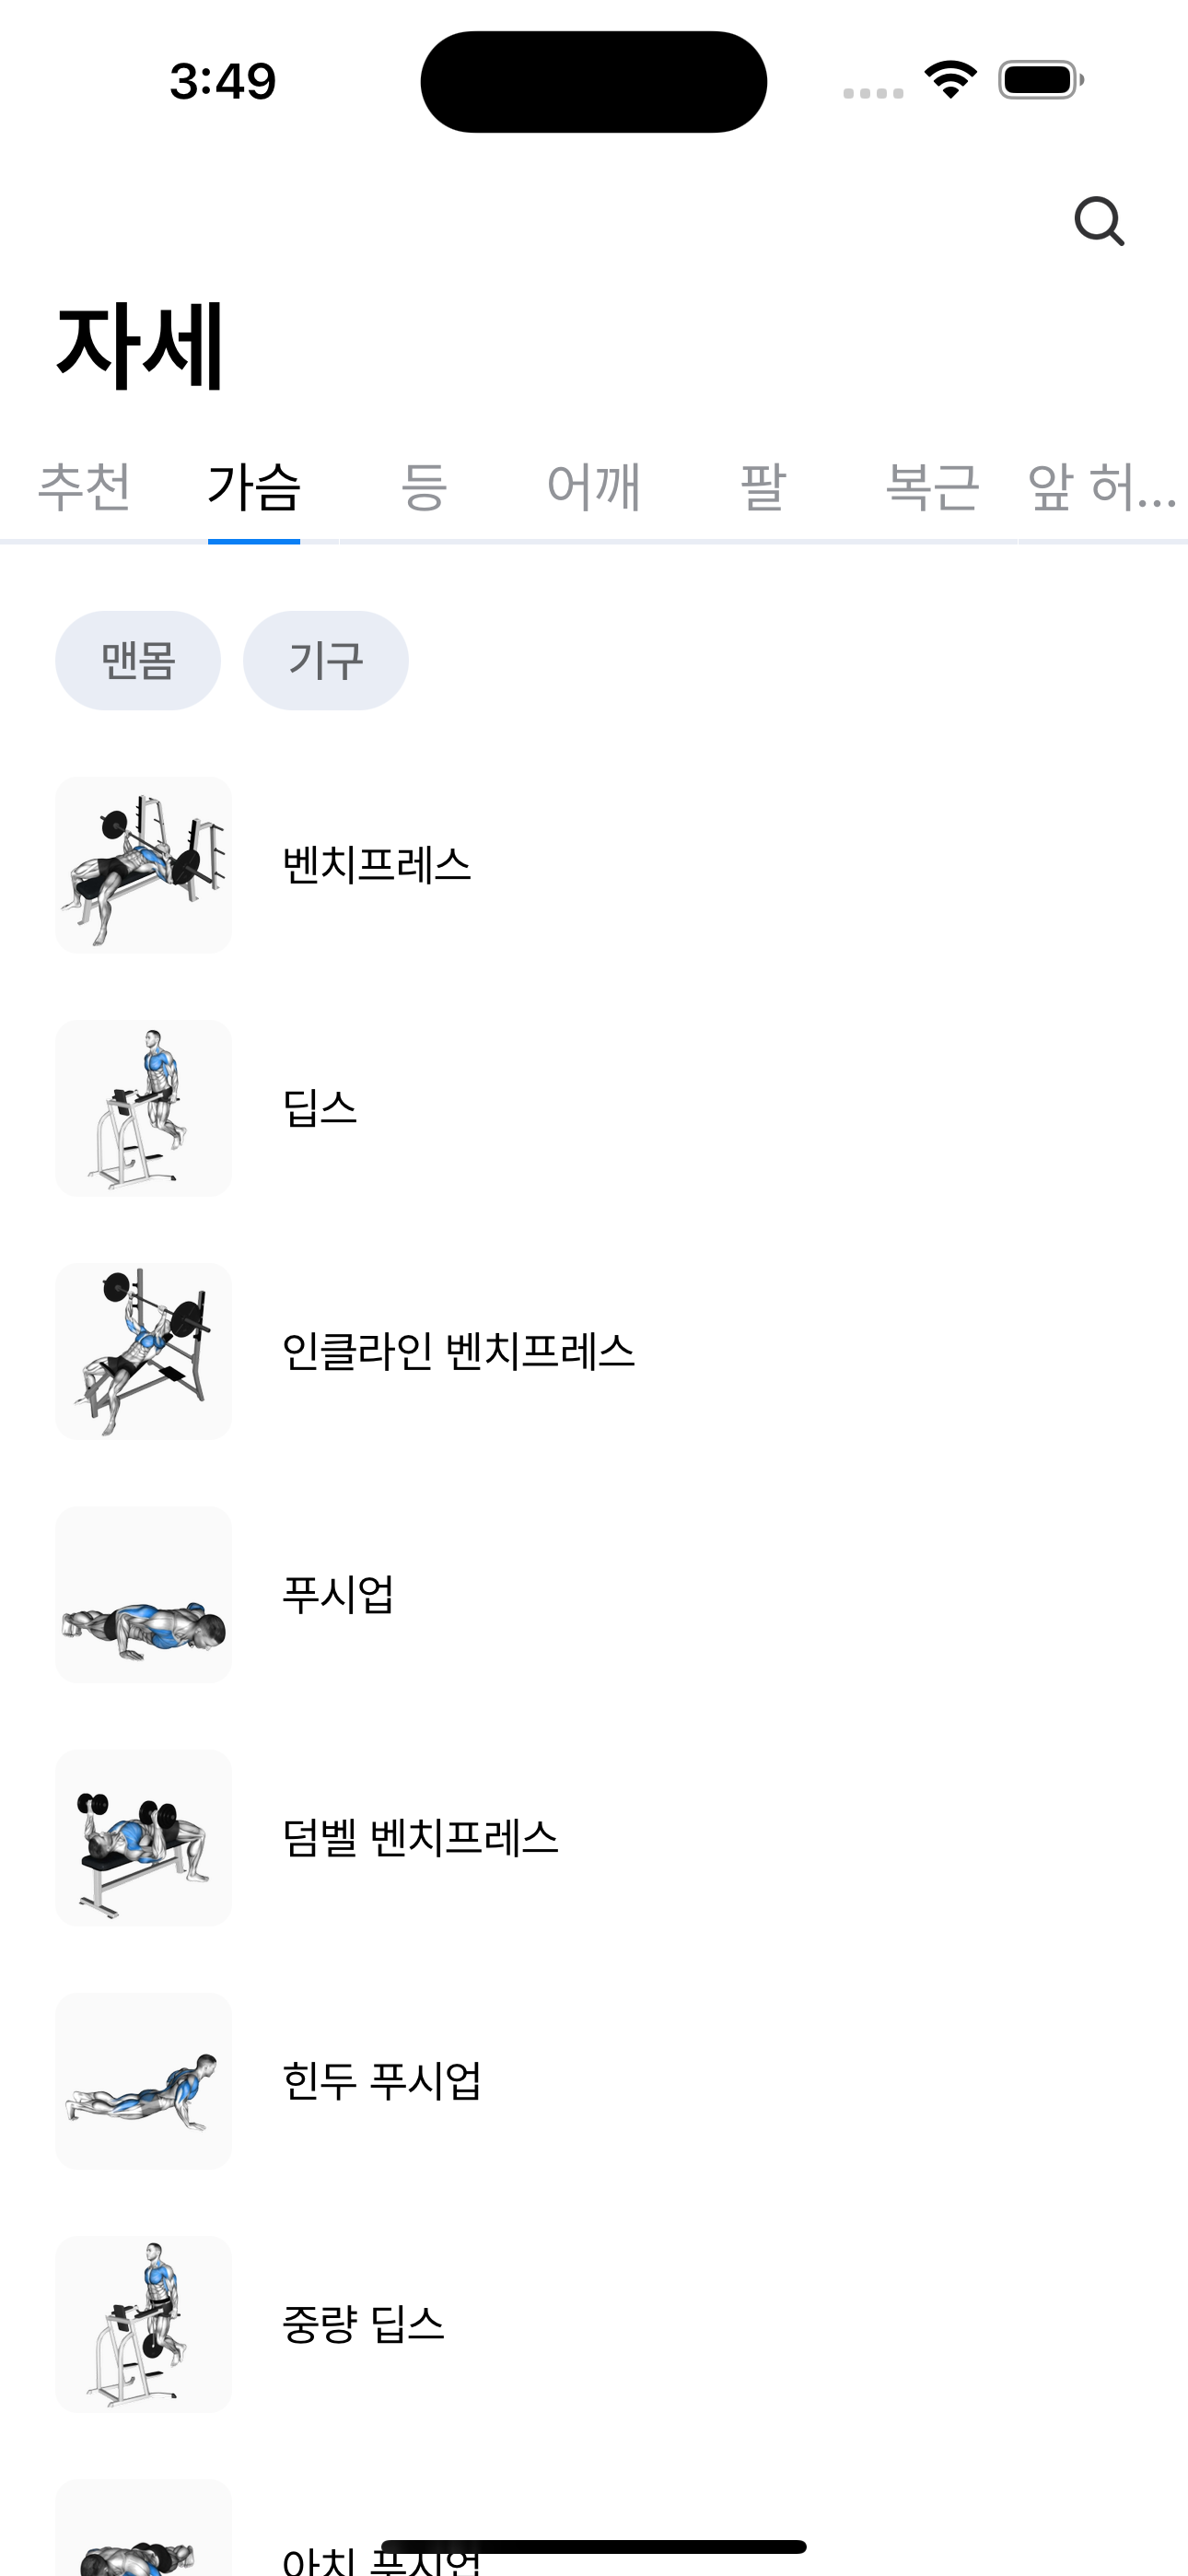 3:49
자세
추천 가슴 등 어깨 팔 복근 앞 허...
맨몸 기구
벤치프레스
딥스
인클라인 벤치프레스
푸시업
덤벨 벤치프레스
힌두 푸시업
중량 딥스
아치 푸시업